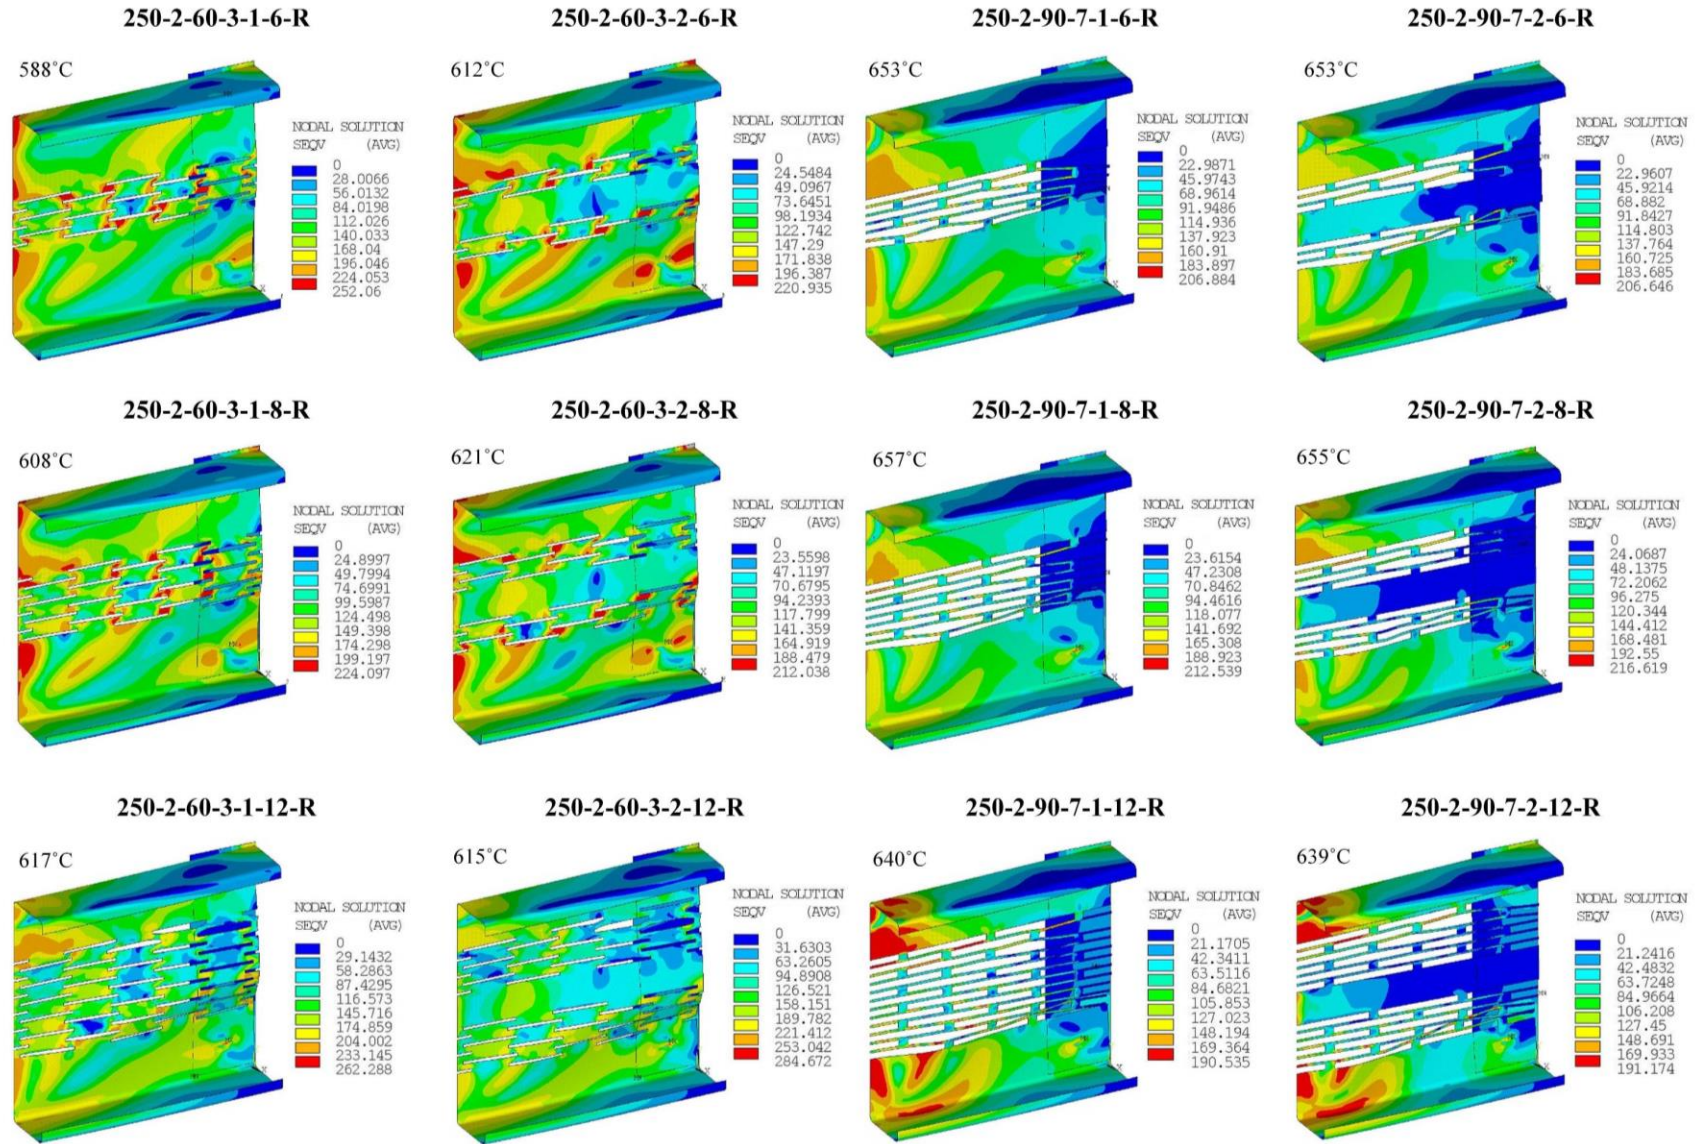 250-2-60-3-1-6-R
588˚C
NODAL SOLUTION
SEQV (AVG)
0
28.0066
56.0132
84.0198
112.026
140.033
168.04
196.046
224.053
252.06
250-2-60-3-2-6-R
612˚C
NODAL SOLUTION
SEQV (AVG)
0
24.5484
49.0967
73.6451
98.1934
122.742
147.29
171.838
196.387
220.935
250-2-90-7-1-6-R
653˚C
NODAL SOLUTION
SEQV (AVG)
0
22.9871
45.9743
68.9614
91.9486
114.936
137.923
160.91
183.897
206.884
250-2-90-7-2-6-R
653˚C
NODAL SOLUTION
SEQV (AVG)
0
22.9607
45.9214
68.882
91.8427
114.803
137.764
160.725
183.685
206.646
250-2-60-3-1-8-R
608˚C
NODAL SOLUTION
SEQV (AVG)
0
24.8997
49.7994
74.6991
99.5987
124.498
149.398
174.298
199.197
224.097
250-2-60-3-2-8-R
621˚C
NODAL SOLUTION
SEQV (AVG)
0
23.5598
47.1197
70.6795
94.2393
117.799
141.359
164.919
188.479
212.038
250-2-90-7-1-8-R
657˚C
NODAL SOLUTION
SEQV (AVG)
0
23.6154
47.2308
70.8462
94.4616
118.077
141.692
165.308
188.923
212.539
250-2-90-7-2-8-R
655˚C
NODAL SOLUTION
SEQV (AVG)
0
24.0687
48.1375
72.2062
96.275
120.344
144.412
168.481
192.55
216.619
250-2-60-3-1-12-R
617˚C
NODAL SOLUTION
SEQV (AVG)
0
29.1432
58.2863
87.4295
116.573
145.716
174.859
204.002
233.145
262.288
250-2-60-3-2-12-R
615˚C
NODAL SOLUTION
SEQV (AVG)
0
31.6303
63.2605
94.8908
126.521
158.151
189.782
221.412
253.042
284.672
250-2-90-7-1-12-R
640˚C
NODAL SOLUTION
SEQV (AVG)
0
21.1705
42.3411
63.5116
84.6821
105.853
127.023
148.194
169.364
190.535
250-2-90-7-2-12-R
639˚C
NODAL SOLUTION
SEQV (AVG)
0
21.2416
42.4832
63.7248
84.9664
106.208
127.45
148.691
169.933
191.174